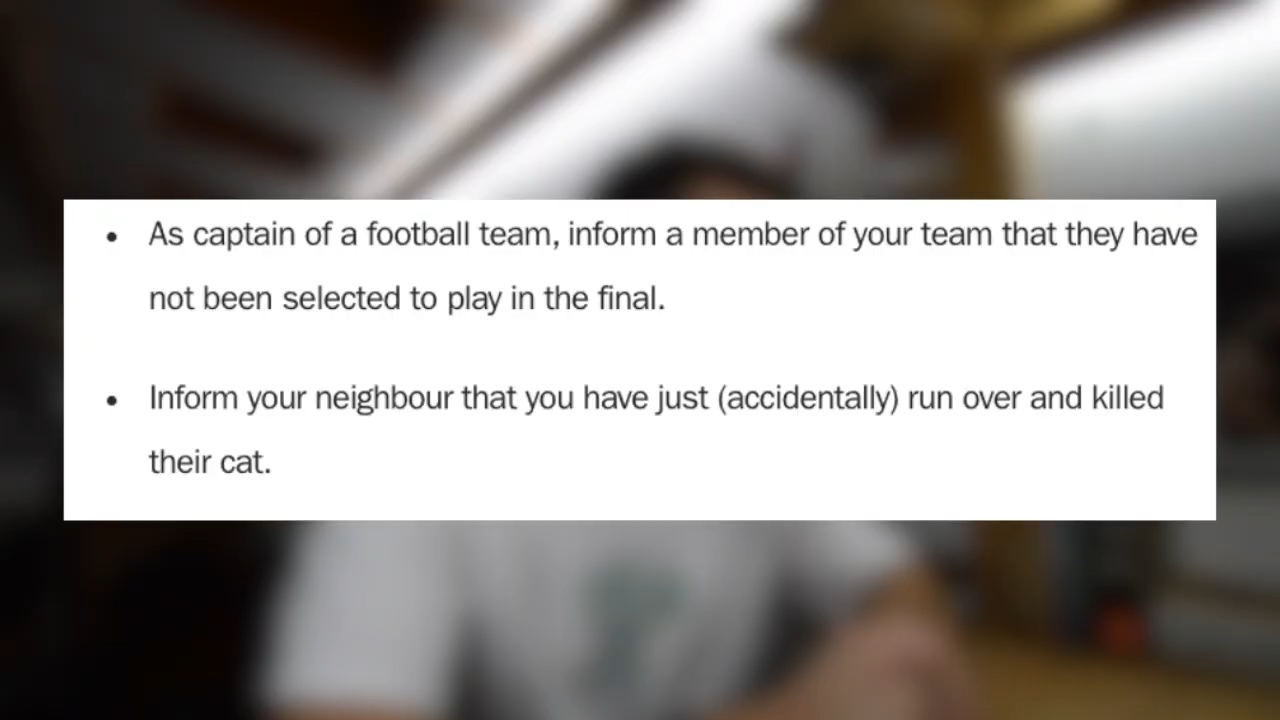 • As captain of a football team, inform a member of your team that they have
not been selected to play in the final.
• Inform your neighbour that you have just (accidentally) run over and killed
their cat.